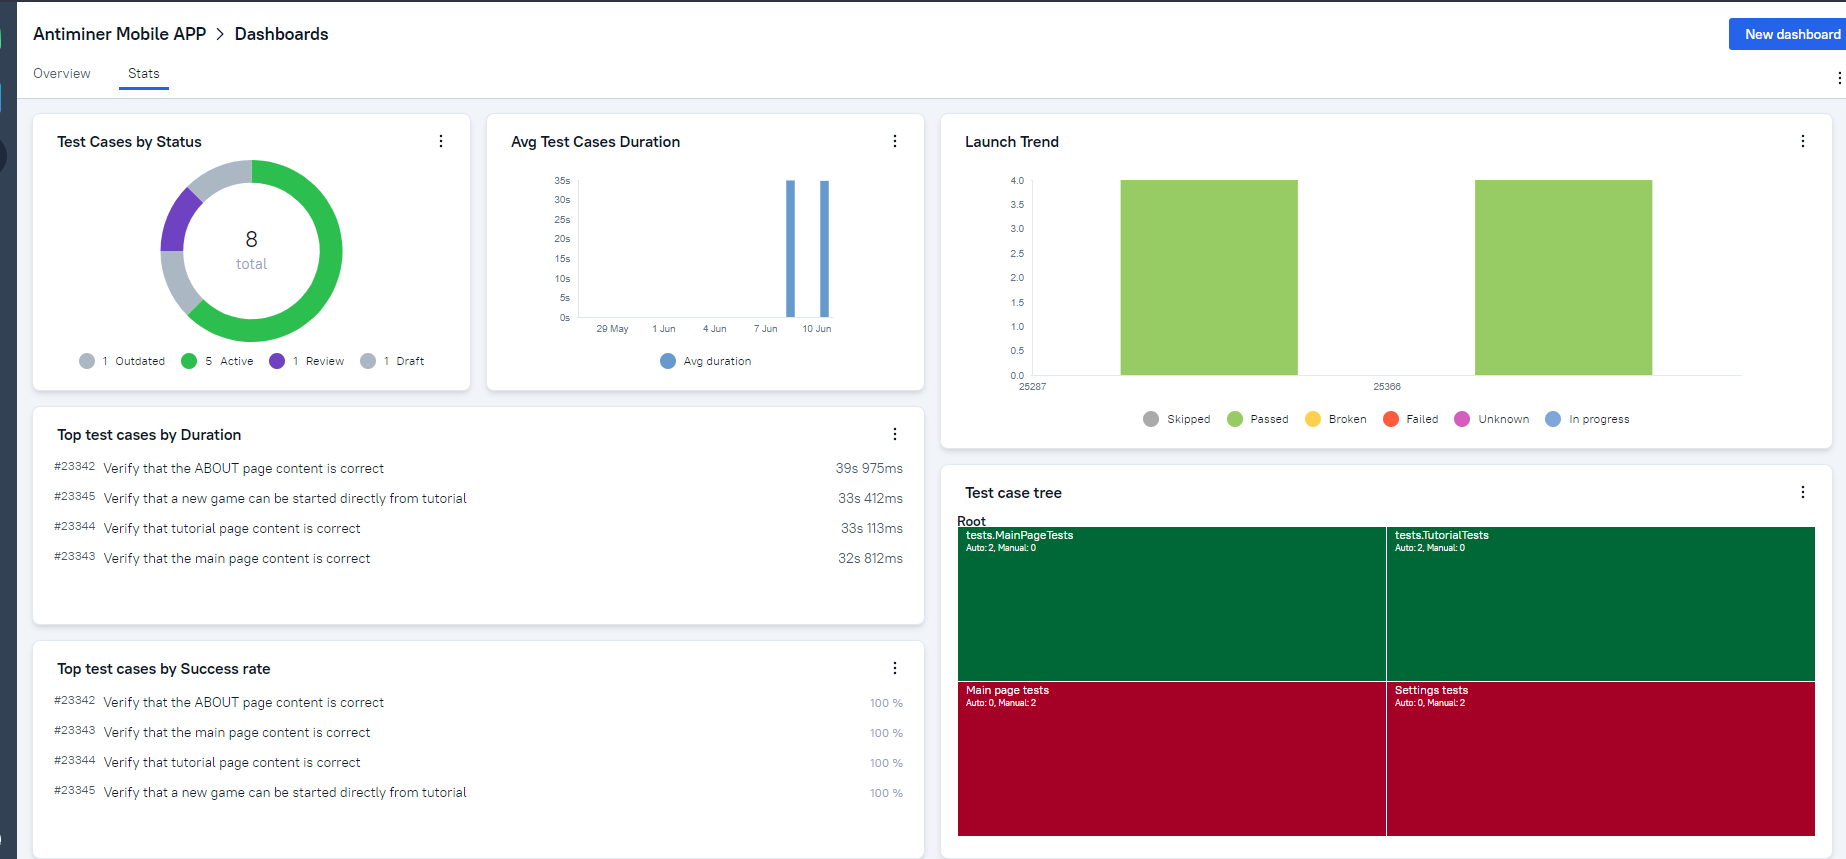 Antiminer Mobile APP > Dashboards
New dashboard
Overview Stats
Test Cases by Status
8
total
1 Outdated 5 Active 1 Review 1 Draft
Avg Test Cases Duration
35s
30s
25s
20s
15s
10s
5s
0s
29 May 1 Jun 4 Jun 7 Jun 10 Jun
Avg duration
Launch Trend
4.0
3.5
3.0
2.5
2.0
1.5
1.0
0.5
0.0
25287 25366
Skipped Passed Broken Failed Unknown In progress
Top test cases by Duration
#23342 Verify that the ABOUT page content is correct 39s 975ms
#23345 Verify that a new game can be started directly from tutorial 33s 412ms
#23344 Verify that tutorial page content is correct 33s 113ms
#23343 Verify that the main page content is correct 32s 812ms
Top test cases by Success rate
#23342 Verify that the ABOUT page content is correct 100 %
#23343 Verify that the main page content is correct 100 %
#23344 Verify that tutorial page content is correct 100 %
#23345 Verify that a new game can be started directly from tutorial 100 %
Test case tree
Root
tests.MainPageTests
Auto: 2, Manual: 0
tests.TutorialTests
Auto: 2, Manual: 0
Main page tests
Auto: 0, Manual: 2
Settings tests
Auto: 0, Manual: 2